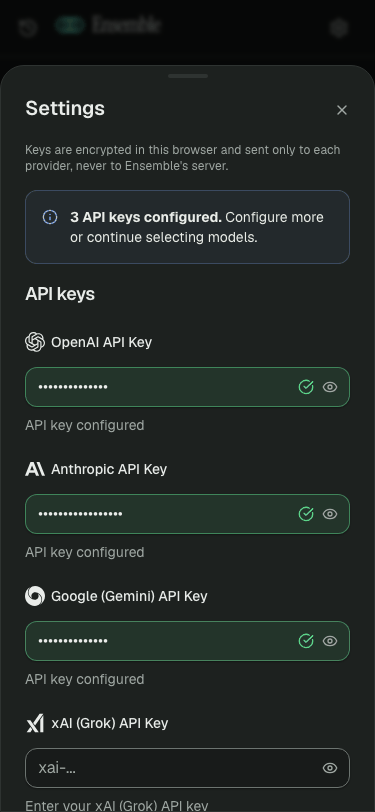 Ensemble
Settings
Keys are encrypted in this browser and sent only to each
provider, never to Ensemble's server.
3 API keys configured. Configure more
or continue selecting models.
API keys
OpenAI API Key
••••••••••••••
API key configured
Anthropic API Key
•••••••••••••••••
API key configured
Google (Gemini) API Key
••••••••••••••
API key configured
xAI (Grok) API Key
xai-...
Enter your xAI (Grok) API key